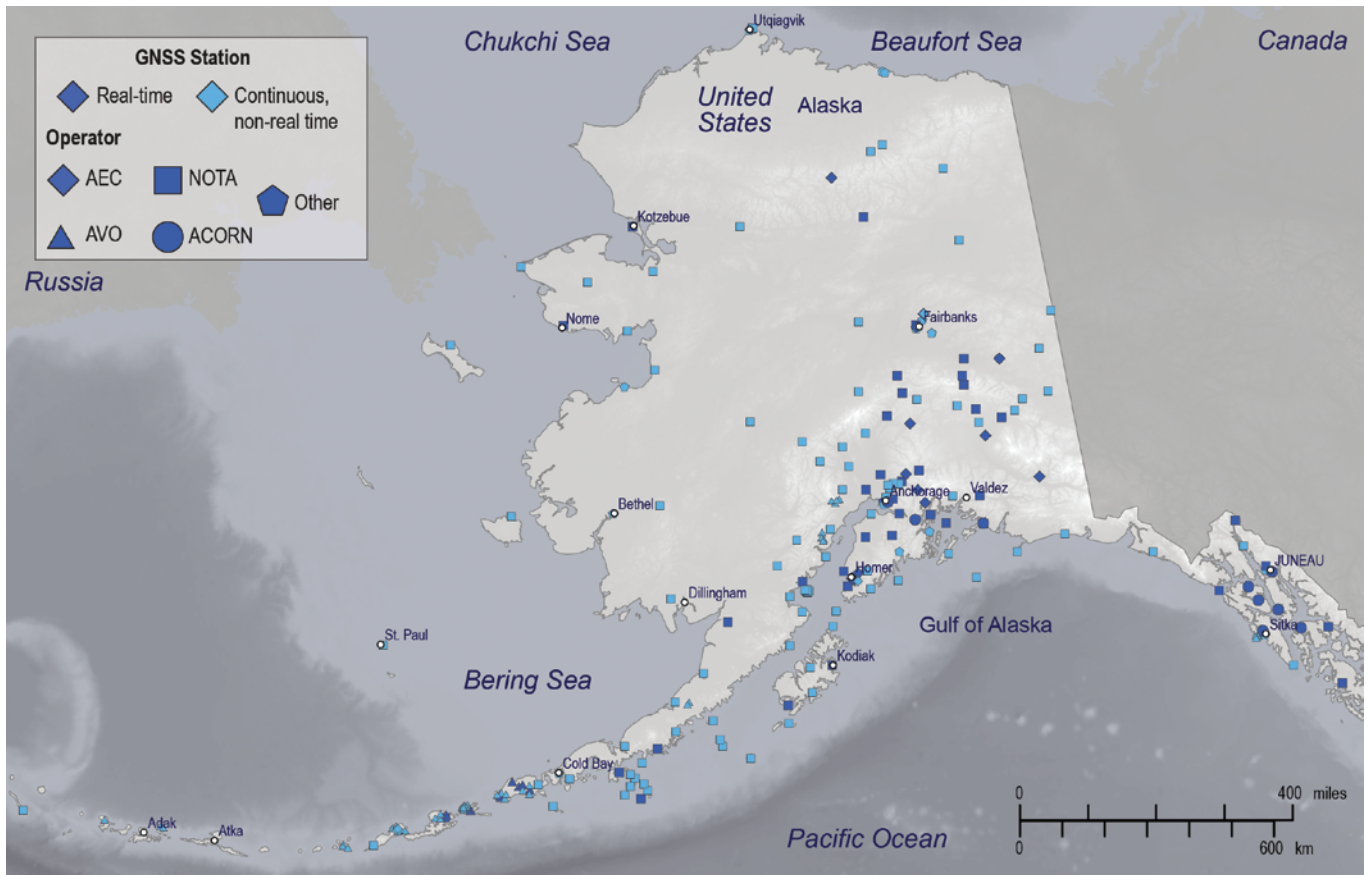 Utqiagvik
Chukchi Sea
Beaufort Sea
Canada
GNSS Station
Real-time
Continuous,
non-real time
Operator
AEC
NOTA
Other
AVO
ACORN
United
States
Alaska
Kotzebue
Russia
Nome
Fairbanks
Anchorage
Valdez
Bethel
JUNEAU
Homer
Dillingham
Gulf of Alaska
Sitka
St. Paul
Kodiak
Bering Sea
Cold Bay
Adak
Atka
Pacific Ocean
0
400 miles
0
600 km